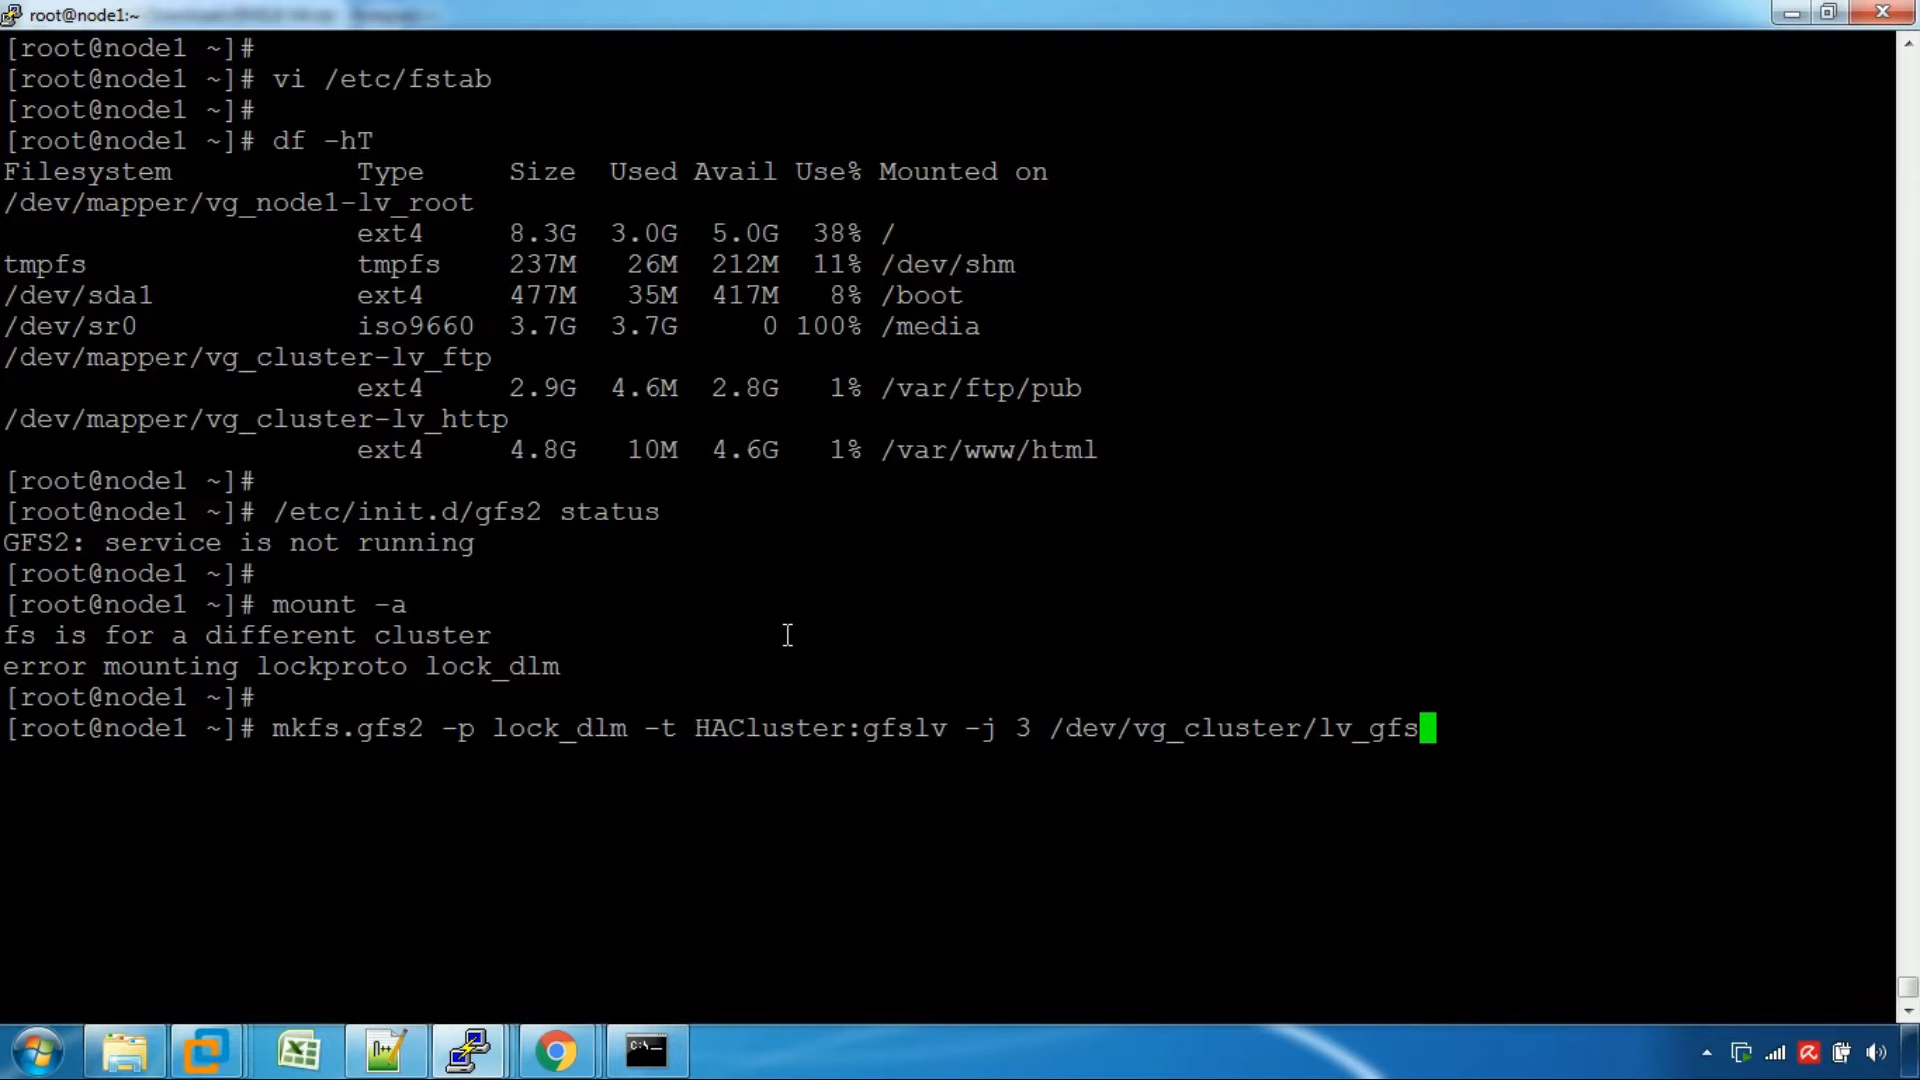 root@node1:~
[root@node1 ~]#
[root@node1 ~]# vi /etc/fstab
[root@node1 ~]#
[root@node1 ~]# df -hT
Filesystem Type Size Used Avail Use% Mounted on
/dev/mapper/vg_node1-lv_root
ext4 8.3G 3.0G 5.0G 38% /
tmpfs tmpfs 237M 26M 212M 11% /dev/shm
/dev/sda1 ext4 477M 35M 417M 8% /boot
/dev/sr0 iso9660 3.7G 3.7G 0 100% /media
/dev/mapper/vg_cluster-lv_ftp
ext4 2.9G 4.6M 2.8G 1% /var/ftp/pub
/dev/mapper/vg_cluster-lv_http
ext4 4.8G 10M 4.6G 1% /var/www/html
[root@node1 ~]#
[root@node1 ~]# /etc/init.d/gfs2 status
GFS2: service is not running
[root@node1 ~]#
[root@node1 ~]# mount -a
fs is for a different cluster
error mounting lockproto lock_dlm
[root@node1 ~]#
[root@node1 ~]# mkfs.gfs2 -p lock_dlm -t HACluster:gfslv -j 3 /dev/vg_cluster/lv_gfs
C:\